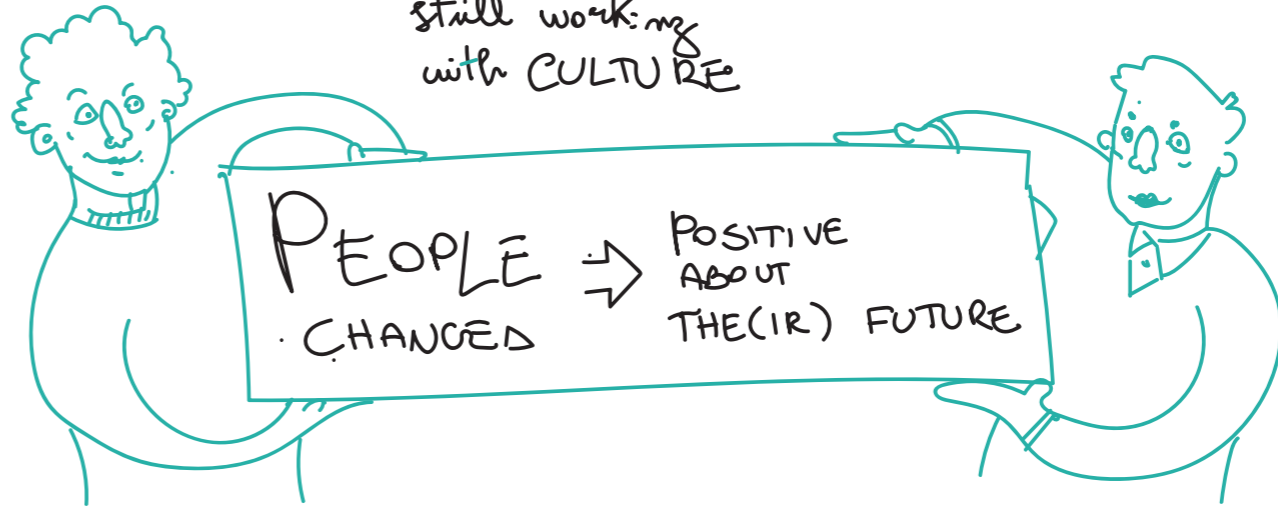 still working
with CULTURE
PEOPLE ⇒ POSITIVE
ABOUT
CHANGED THE(IR) FUTURE